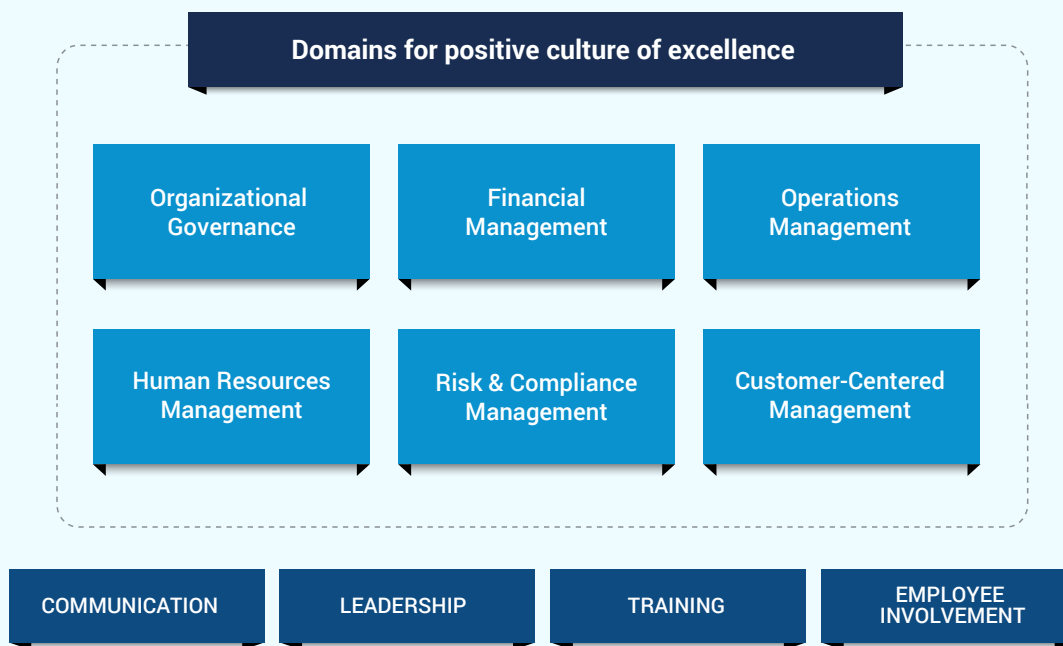 Domains for positive culture of excellence
Organizational
Governance
Financial
Management
Operations
Management
Human Resources
Management
Risk & Compliance
Management
Customer-Centered
Management
COMMUNICATION
LEADERSHIP
TRAINING
EMPLOYEE
INVOLVEMENT